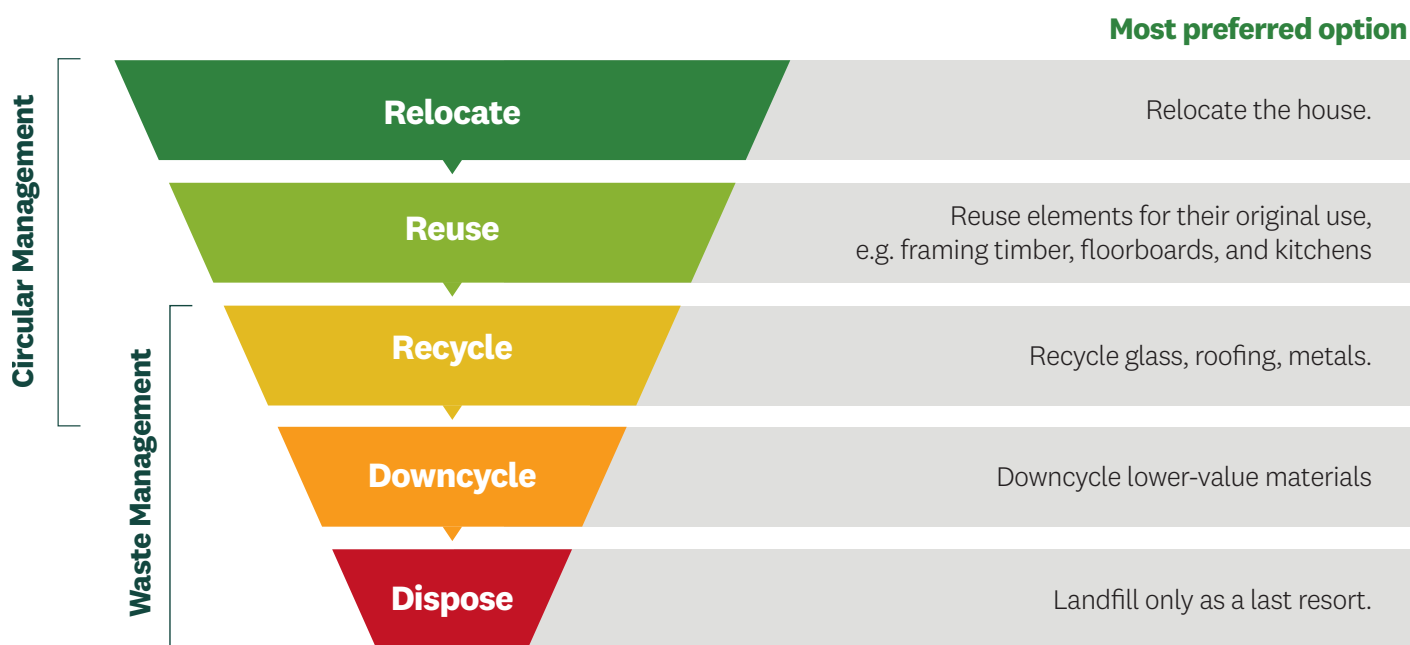 Most preferred option
Circular Management
Waste Management
Relocate
Relocate the house.
Reuse
Reuse elements for their original use,
e.g. framing timber, floorboards, and kitchens
Recycle
Recycle glass, roofing, metals.
Downcycle
Downcycle lower-value materials
Dispose
Landfill only as a last resort.